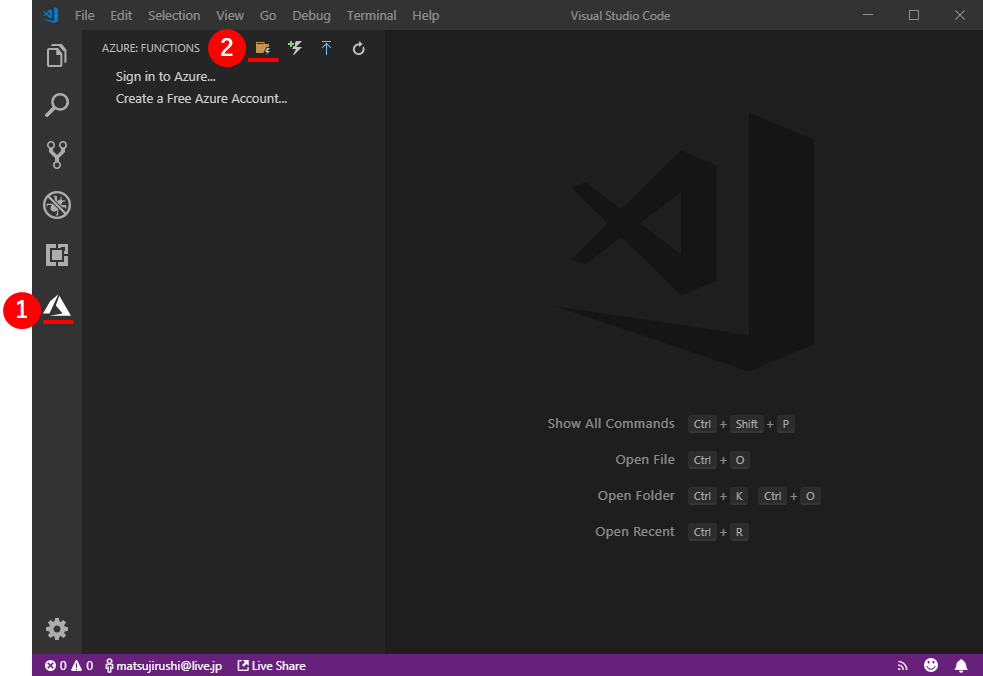 File Edit Selection View Go Debug Terminal Help Visual Studio Code
AZURE: FUNCTIONS 2
Sign in to Azure...
Create a Free Azure Account...
1
Show All Commands Ctrl + Shift + P
Open File Ctrl + O
Open Folder Ctrl + K Ctrl + O
Open Recent Ctrl + R
0 0 matsujirushi@live.jp Live Share